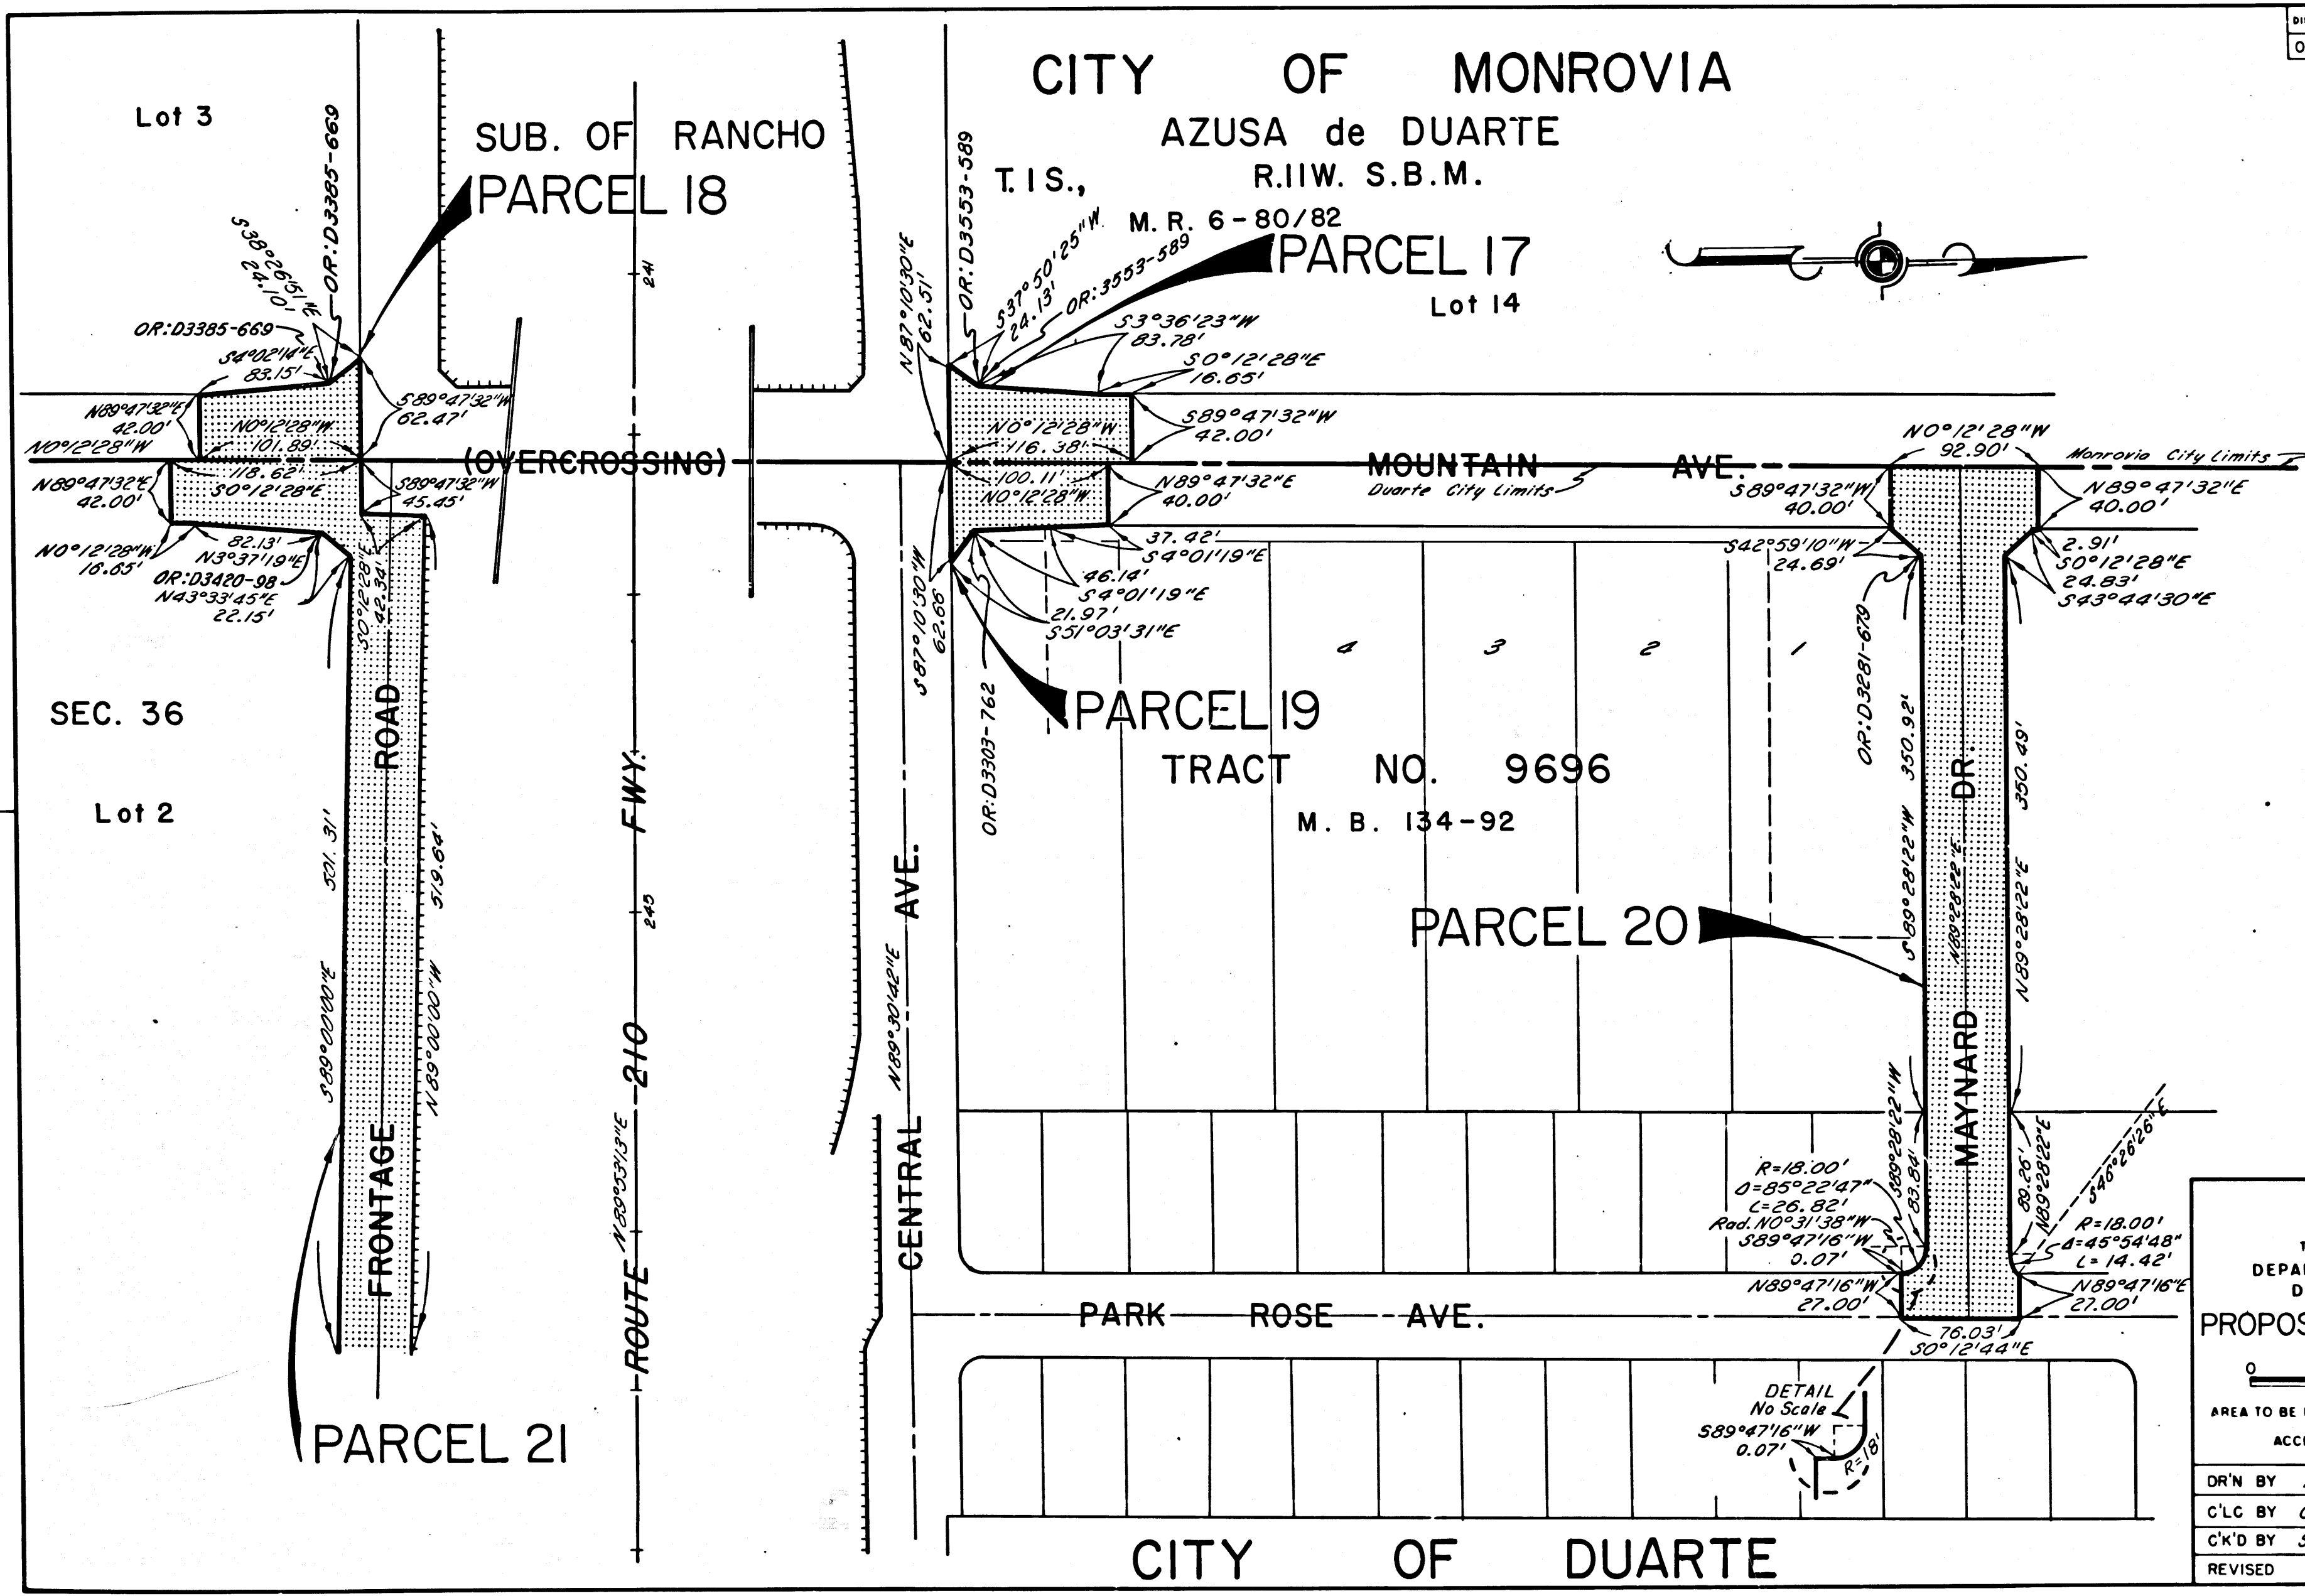 CITY OF MONROVIA
AZUSA de DUARTE
T. 1 S., R. 11 W. S.B.M.
M. R. 6-80/82
SUB. OF RANCHO
Lot 3
PARCEL 18
OR:D3385-669
S38°26'51"E
24.10'
OR:D3385-669
S4°02'14"E
83.15'
N89°47'32"E
42.00'
N0°12'28"W
N0°12'28"W
101.89'
S89°47'32"W
62.47'
118.62'
S0°12'28"E
N89°47'32"E
42.00'
S89°47'32"W
45.45'
N0°12'28"W
16.65'
82.13'
N3°37'19"E
OR:D3420-98
N43°33'45"E
22.15'
S0°12'28"E
42.34'
241
(OVERCROSSING)
N87°10'30"E
62.51'
OR:D3553-589
S37°50'25"W
24.13'
OR:3553-589
PARCEL 17
Lot 14
S3°36'23"W
83.78'
S0°12'28"E
16.65'
S89°47'32"W
42.00'
N0°12'28"W
116.38'
100.11'
N0°12'28"W
N89°47'32"E
40.00'
MOUNTAIN AVE.
Duarte City Limits
Monrovia City Limits
N0°12'28"W
92.90'
S89°47'32"W
40.00'
N89°47'32"E
40.00'
37.42'
S4°01'19"E
46.14'
S4°01'19"E
21.97'
S51°03'31"E
S87°10'30"W
62.66'
OR:D3303-762
S42°59'10"W
24.69'
2.91'
S0°12'28"E
24.83'
S43°44'30"E
OR:D3281-679
4 3 2 1
SEC. 36
Lot 2
PARCEL 19
TRACT NO. 9696
M. B. 134-92
PARCEL 20
S89°28'22"W 350.92'
N89°28'22"E
N89°28'22"E 350.49'
MAYNARD DR.
FRONTAGE ROAD
S89°00'00"E 501.31'
N89°00'00"W 519.64'
245
ROUTE 210 FWY.
N89°53'13"E
CENTRAL AVE.
N89°30'42"E
S89°28'22"W
83.84'
89.26'
N89°28'22"E
S46°26'26"E
R=18.00'
Δ=85°22'47"
L=26.82'
Rad. N0°31'38"W
S89°47'16"W
0.07'
N89°47'16"W
27.00'
R=18.00'
Δ=45°54'48"
L=14.42'
N89°47'16"E
27.00'
76.03'
S0°12'44"E
PARK ROSE AVE.
DETAIL
No Scale
S89°47'16"W
0.07'
R=18'
PARCEL 21
CITY OF DUARTE
DEPA
D
PROPOS
0
AREA TO BE
ACC
DR'N BY
C'LC BY
C'K'D BY
REVISED